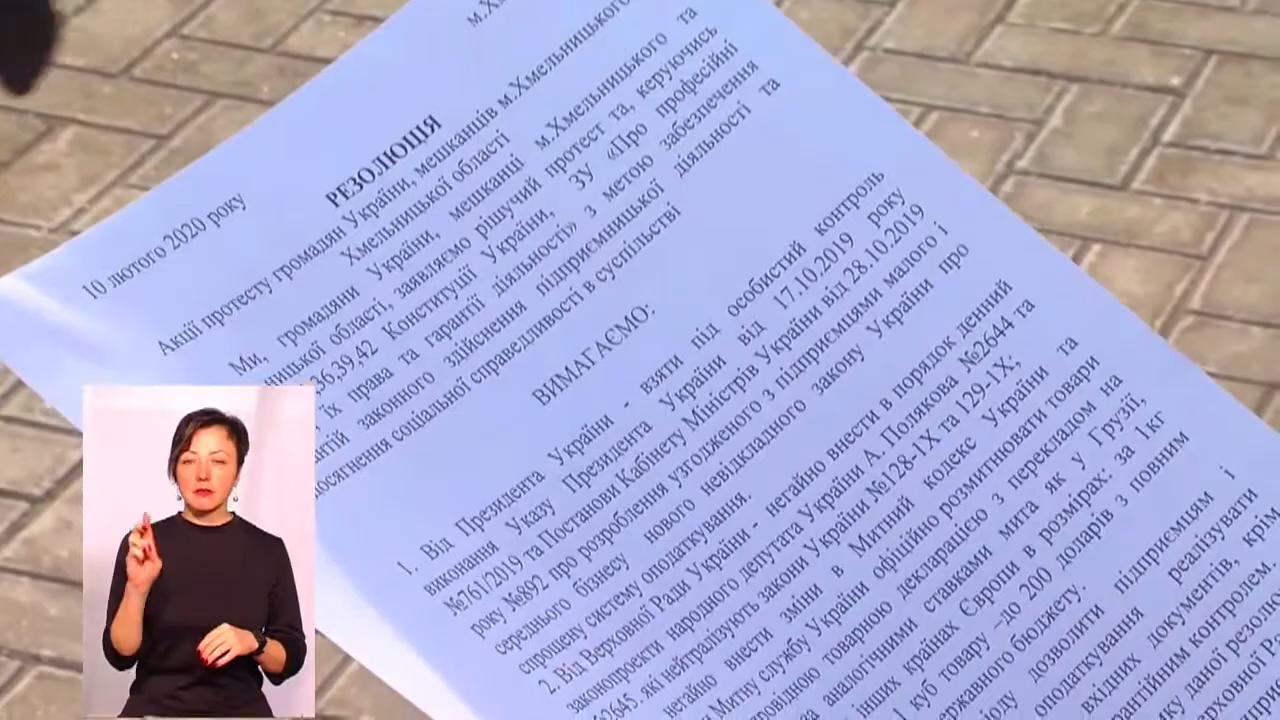 м.Х
10 лютого 2020 року
РЕЗОЛЮЦІЯ
Акції протесту громадян України, мешканців м.Хмельницького
Хмельницької області
Ми, громадяни України, мешканці м.Хмельницького та
ницької області, заявляємо рішучий протест та, керуючись
36,39,42 Конституції України, ЗУ «Про професійні
їх права та гарантії діяльності» з метою забезпечення
законного здійснення підприємницької діяльності та
досягнення соціальної справедливості в суспільстві
ВИМАГАЄМО:
1. Від Президента України - взяти під особистий контроль
виконання Указу Президента України від 17.10.2019 року
№761/2019 та Постанови Кабінету Міністрів України від 28.10.2019
року №892 про розроблення узгодженого з підприємцями малого і
середнього бізнесу нового невідкладного закону України про
спрощену систему оподаткування.
2. Від Верховної Ради України - негайно внести в порядок денний
законопроекти народного депутата України А. Полякова №2644 та
№2645, які нейтралізують закони України №128-IX та 129-IX;
негайно внести зміни в Митний кодекс України та
Митну службу України офіційно розмитнювати товари
декларацією з перекладом на
аналогічними ставками мита як у Грузії,
інших країнах Європи в розмірах: за 1кг
1 куб товару –до 200 доларів з повним
державного бюджету.
дозволити підприємцям і
оподаткування реалізувати
вхідних документів, крім
контролем.
даної резолю